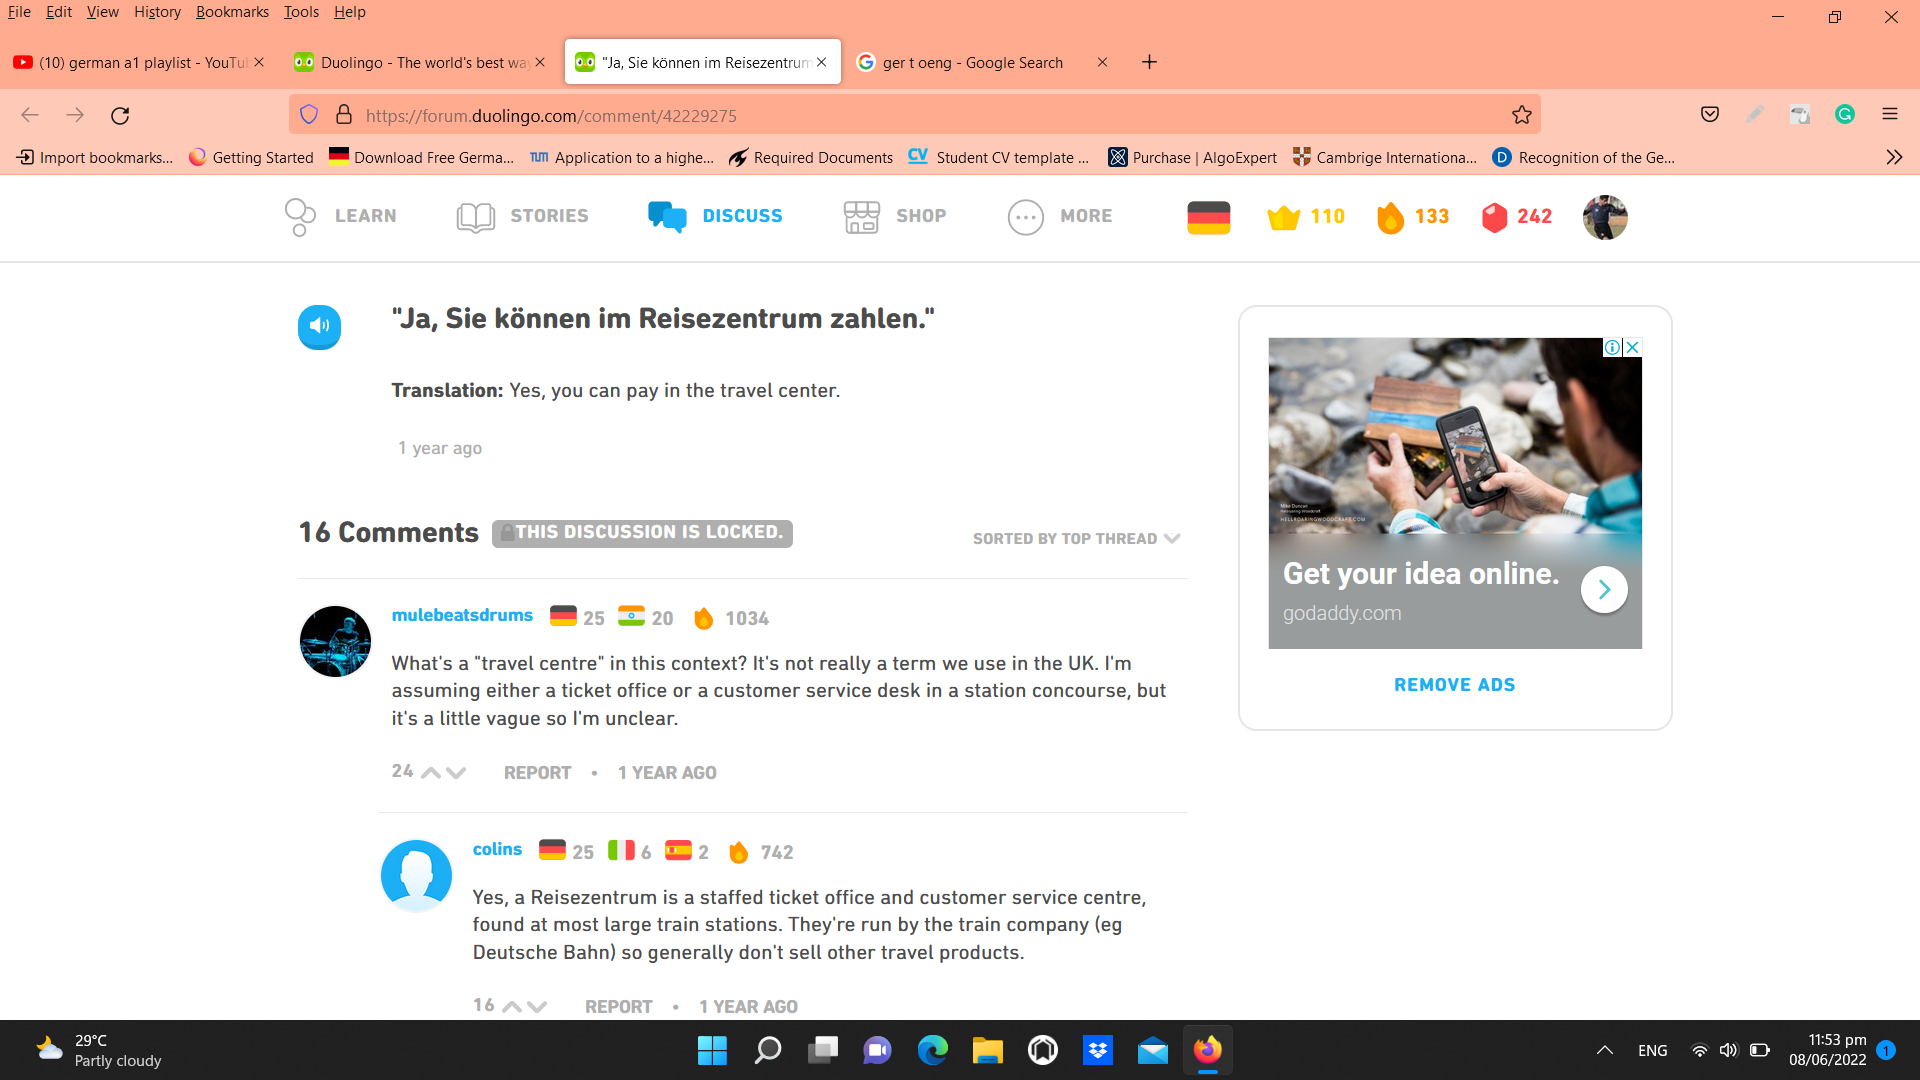 File Edit View History Bookmarks Tools Help
(10) german a1 playlist - YouTu
Duolingo - The world's best wa
"Ja, Sie können im Reisezentrum
ger t oeng - Google Search
https://forum.duolingo.com/comment/42229275
Import bookmarks...
Getting Started
Download Free Germa...
Application to a highe...
Required Documents
CV Student CV template ...
Purchase | AlgoExpert
Cambrige Internationa...
D Recognition of the Ge...
LEARN
STORIES
DISCUSS
SHOP
MORE
110
133
242
"Ja, Sie können im Reisezentrum zahlen."
Translation: Yes, you can pay in the travel center.
1 year ago
16 Comments
THIS DISCUSSION IS LOCKED.
SORTED BY TOP THREAD
mulebeatsdrums 25 20 1034
What's a "travel centre" in this context? It's not really a term we use in the UK. I'm
assuming either a ticket office or a customer service desk in a station concourse, but
it's a little vague so I'm unclear.
24 REPORT • 1 YEAR AGO
colins 25 6 2 742
Yes, a Reisezentrum is a staffed ticket office and customer service centre,
found at most large train stations. They're run by the train company (eg
Deutsche Bahn) so generally don't sell other travel products.
16 REPORT • 1 YEAR AGO
Mike Duncan
HELLROARINGWOODCRAFT.COM
Get your idea online.
godaddy.com
REMOVE ADS
29°C
Partly cloudy
ENG
11:53 pm
08/06/2022
1